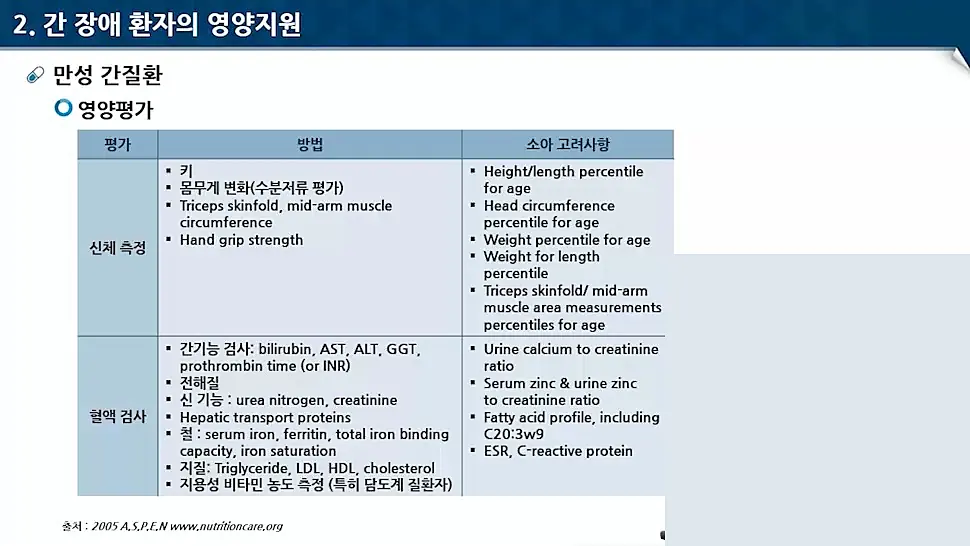 2. 간 장애 환자의 영양지원
만성 간질환
영양평가
평가
방법
소아 고려사항
신체 측정
▪ 키
▪ 몸무게 변화(수분저류 평가)
▪ Triceps skinfold, mid-arm muscle
circumference
▪ Hand grip strength
▪ Height/length percentile
for age
▪ Head circumference
percentile for age
▪ Weight percentile for age
▪ Weight for length
percentile
▪ Triceps skinfold/ mid-arm
muscle area measurements
percentiles for age
혈액 검사
▪ 간기능 검사: bilirubin, AST, ALT, GGT,
prothrombin time (or INR)
▪ 전해질
▪ 신 기능 : urea nitrogen, creatinine
▪ Hepatic transport proteins
▪ 철 : serum iron, ferritin, total iron binding
capacity, iron saturation
▪ 지질: Triglyceride, LDL, HDL, cholesterol
▪ 지용성 비타민 농도 측정 (특히 담도계 질환자)
▪ Urine calcium to creatinine
ratio
▪ Serum zinc & urine zinc
to creatinine ratio
▪ Fatty acid profile, including
C20:3w9
▪ ESR, C-reactive protein
출처 : 2005 A.S.P.E.N www.nutritioncare.org